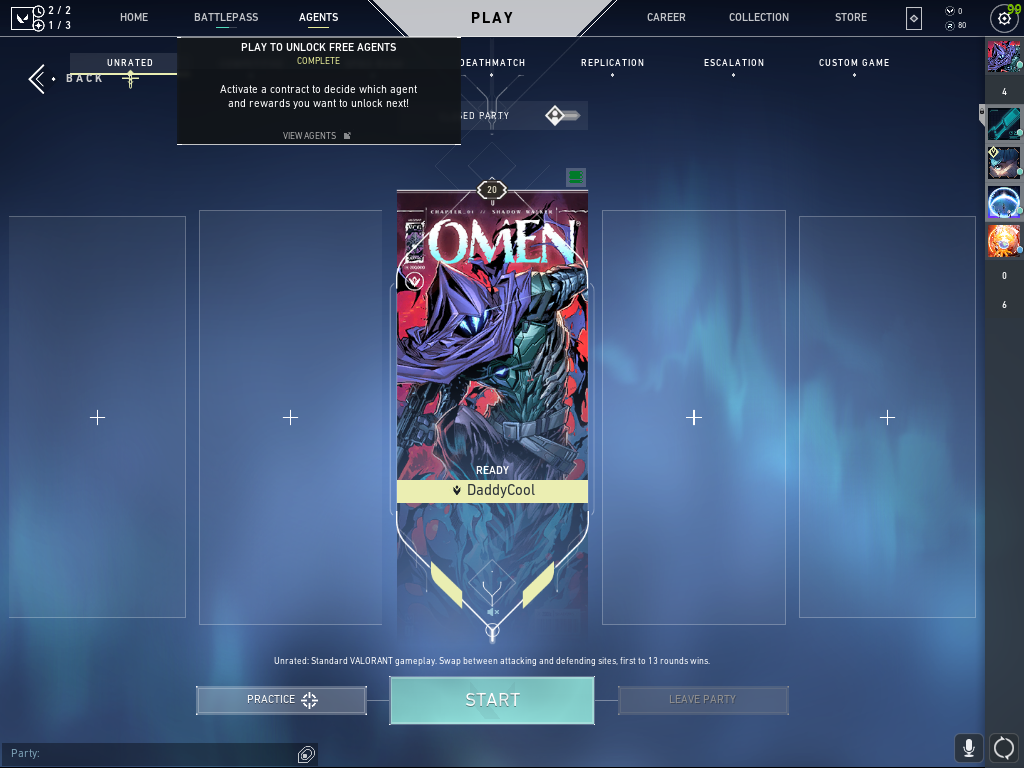 2 / 2
1 / 3
HOME
BATTLEPASS
AGENTS
PLAY
CAREER
COLLECTION
STORE
0
80
99
PLAY TO UNLOCK FREE AGENTS
COMPLETE
Activate a contract to decide which agent
and rewards you want to unlock next!
VIEW AGENTS
BACK
UNRATED
DEATHMATCH
REPLICATION
ESCALATION
CUSTOM GAME
PARTY
4
0
6
20
CHAPTER 01 // SHADOW WALKER
OMEN
READY
DaddyCool
Unrated: Standard VALORANT gameplay. Swap between attacking and defending sites, first to 13 rounds wins.
PRACTICE
START
LEAVE PARTY
Party: